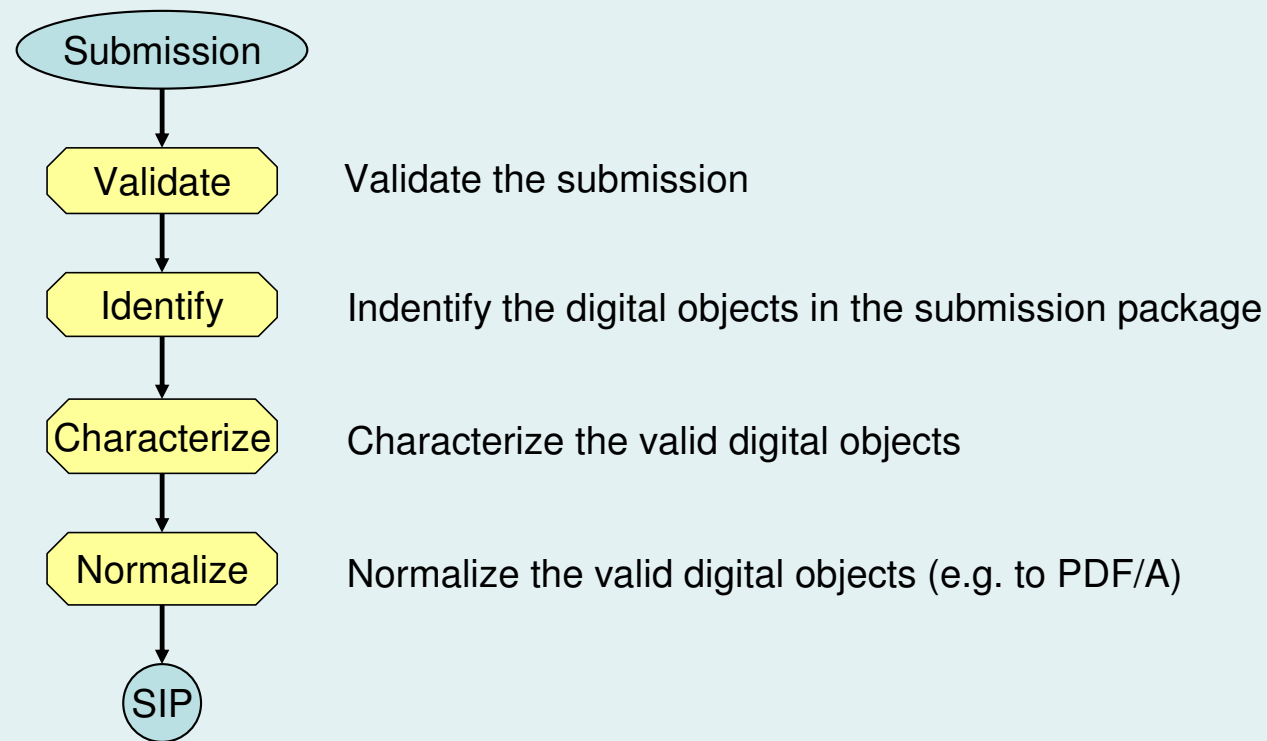 Submission
Validate
Validate the submission
Identify
Indentify the digital objects in the submission package
Characterize
Characterize the valid digital objects
Normalize
Normalize the valid digital objects (e.g. to PDF/A)
SIP